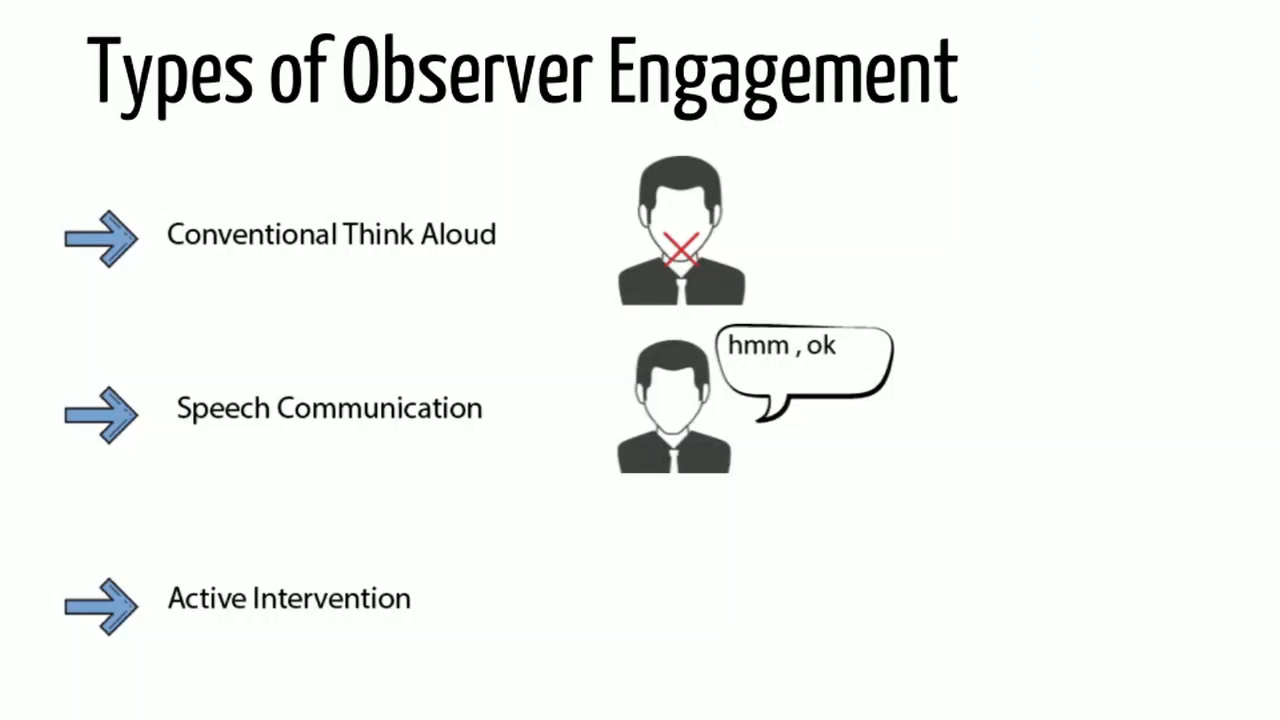 Types of Observer Engagement
Conventional Think Aloud
hmm , ok
Speech Communication
Active Intervention